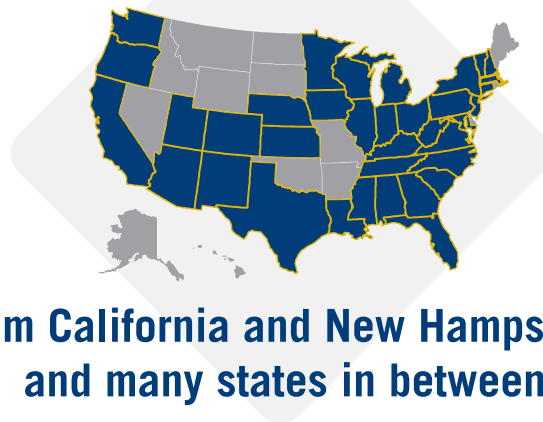 m California and New Hamps
and many states in between